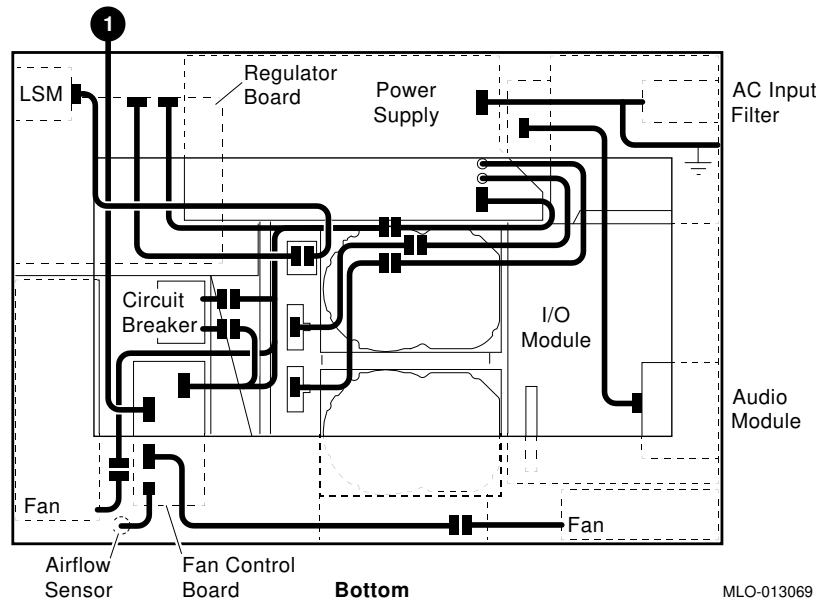 1
LSM
Regulator
Board
Power
Supply
AC Input
Filter
Circuit
Breaker
I/O
Module
Audio
Module
Fan
Fan
Airflow
Sensor
Fan Control
Board
Bottom
MLO-013069